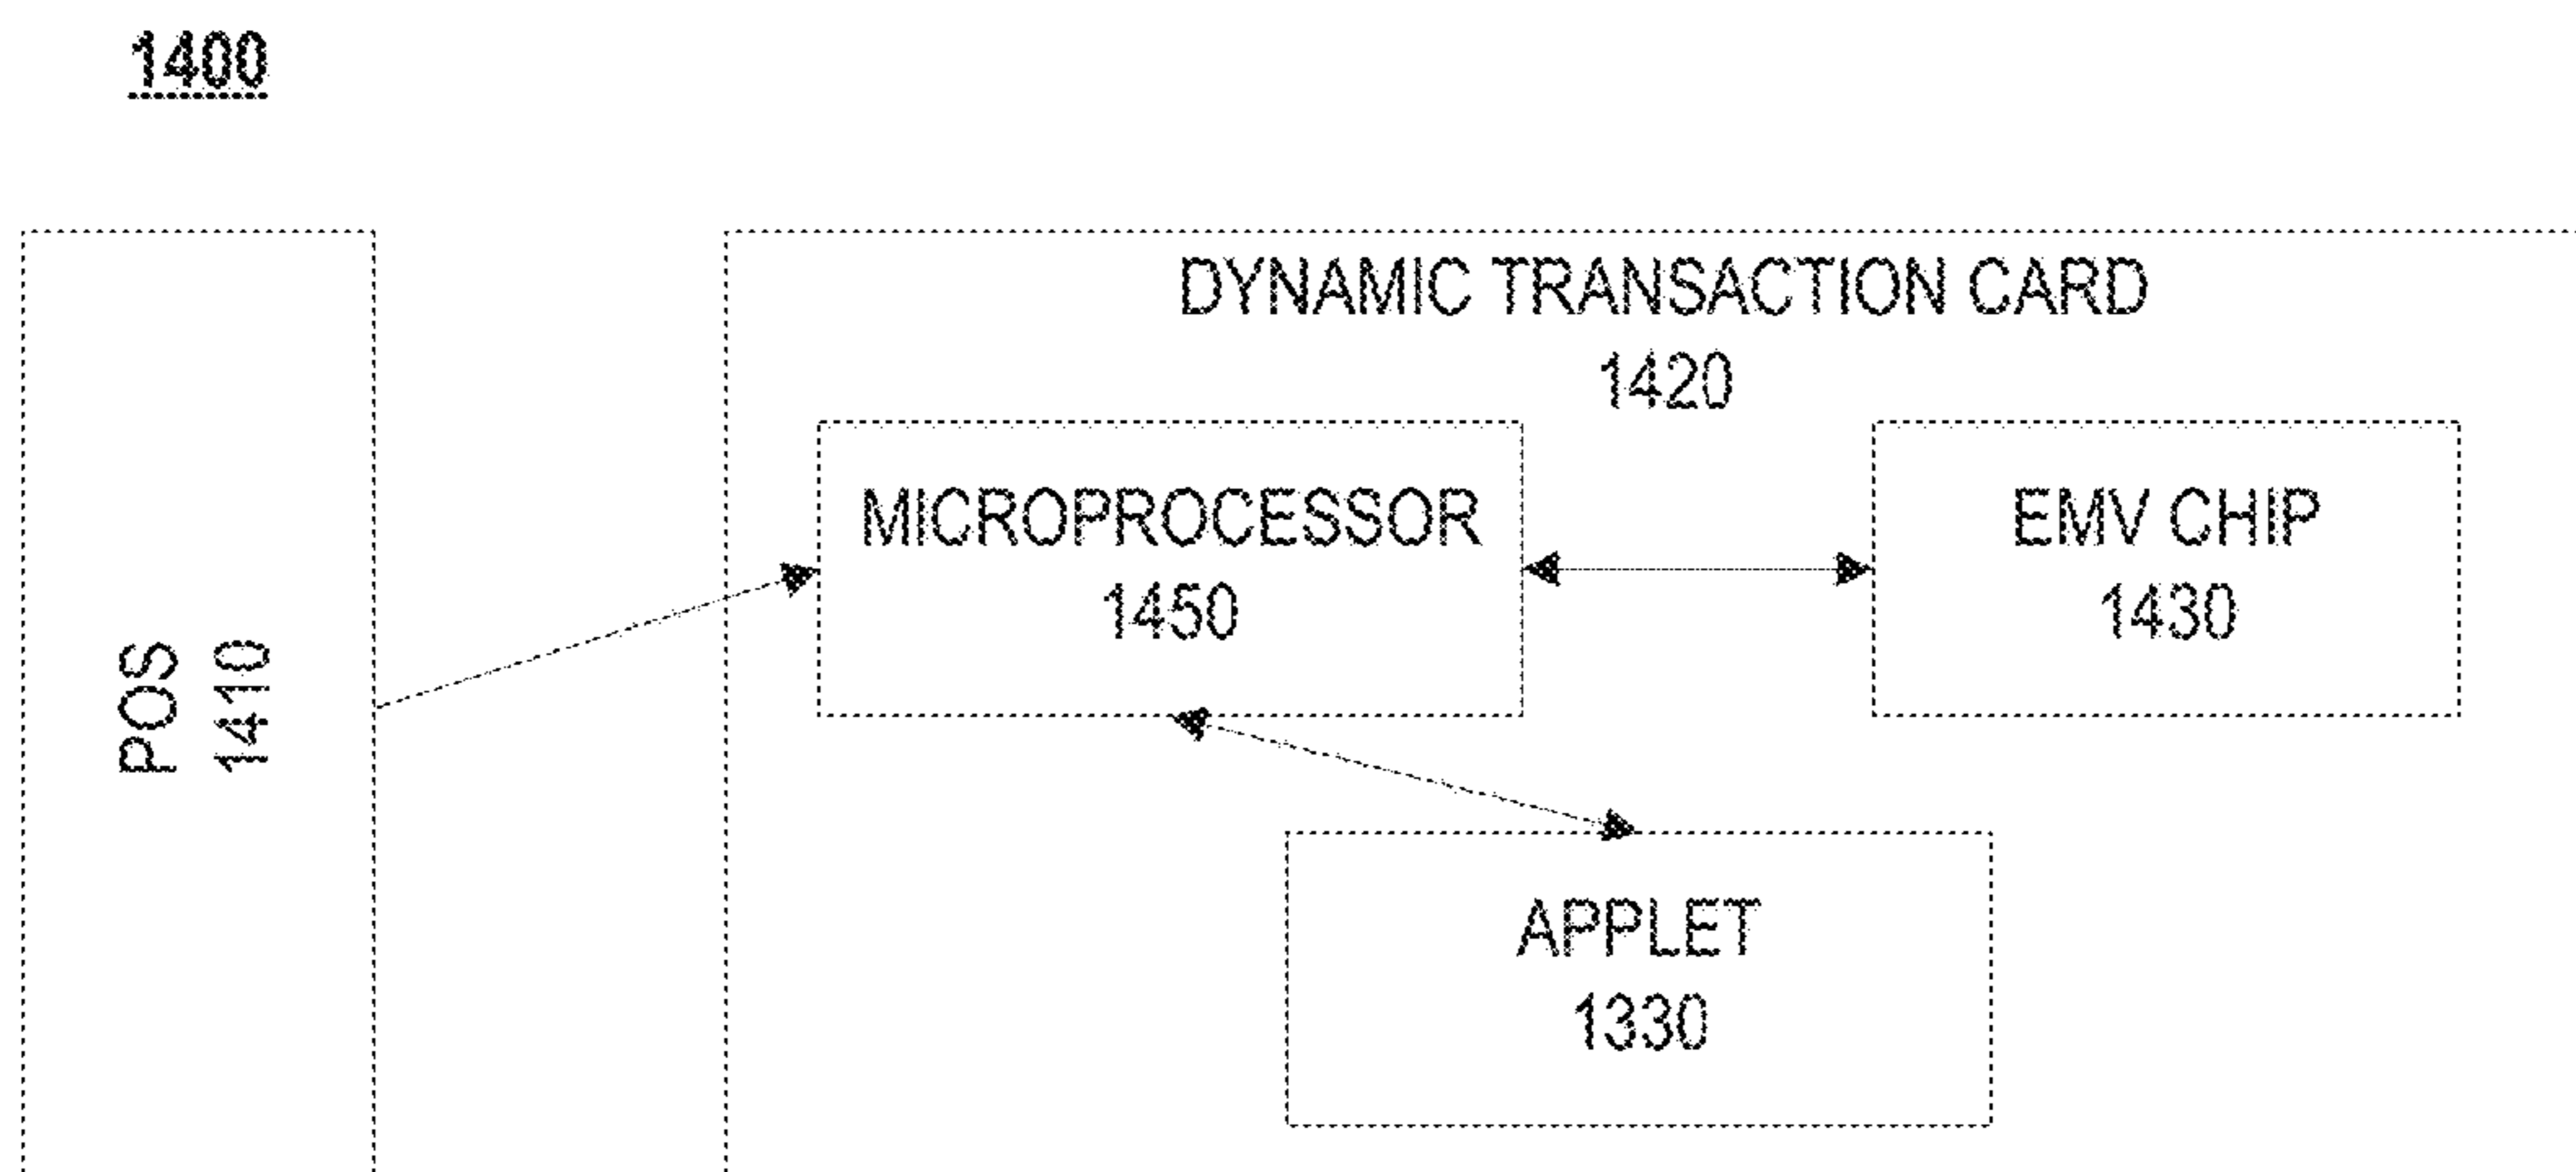 1400
DYNAMIC TRANSACTION CARD
1420
MICROPROCESSOR
1450
EMV CHIP
1430
POS
1410
APPLET
1330